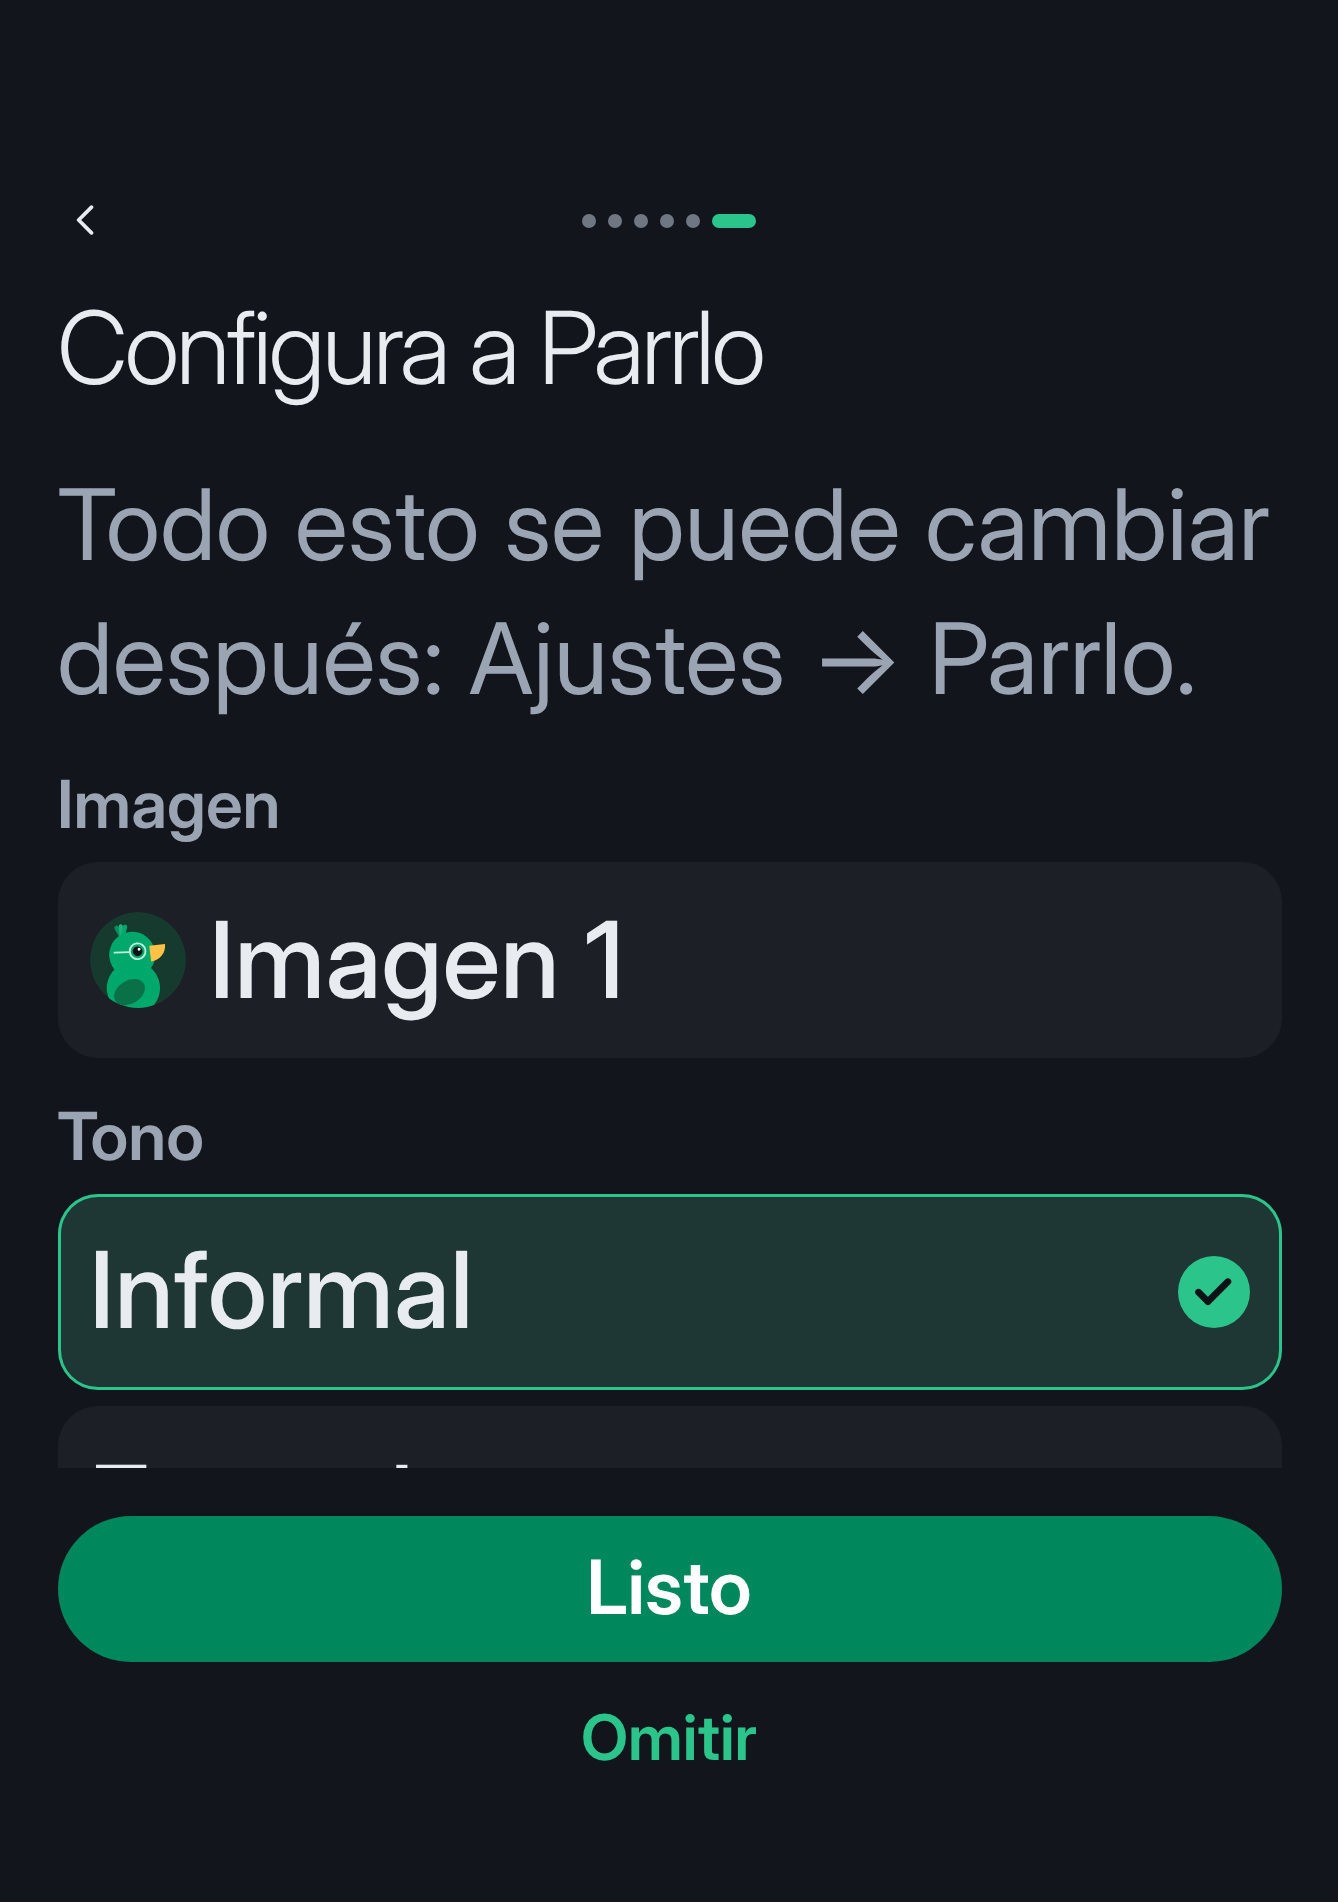 Configura a Parrlo
Todo esto se puede cambiar
después: Ajustes → Parrlo.
Imagen
Imagen 1
Tono
Informal
Listo
Omitir